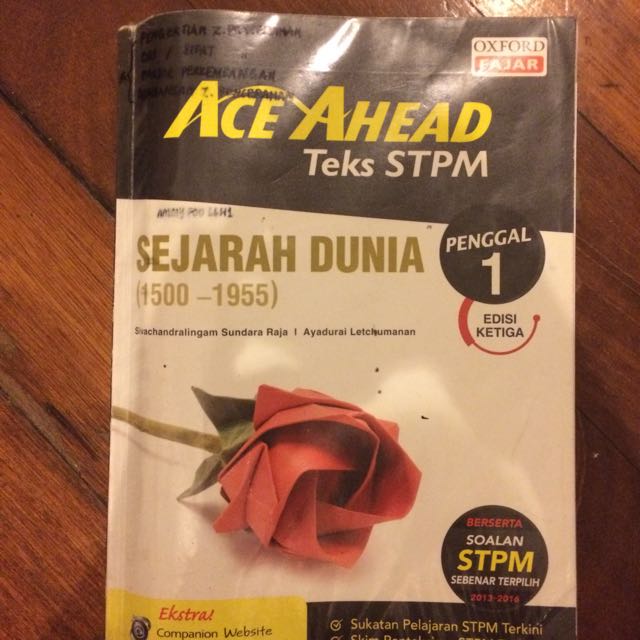 OXFORD
FAJAR
PERKEMBANGAN
ACE AHEAD
Teks STPM
SEJARAH DUNIA
(1500 –1955)
PENGGAL
1
EDISI
KETIGA
Sivachandralingam Sundara Raja I Ayadurai Letchumanan
BERSERTA
SOALAN
STPM
SEBENAR TERPILIH
2013-2016
Ekstra!
Companion Website
Sukatan Pelajaran STPM Terkini